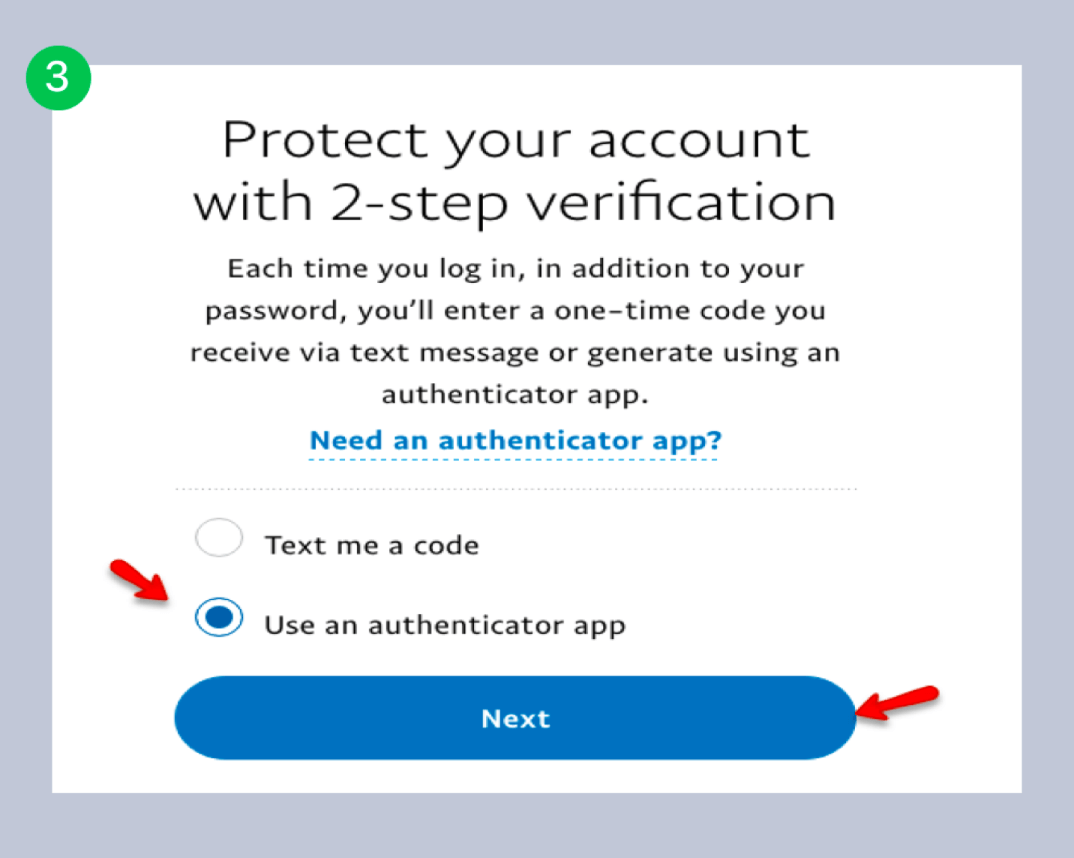 3
Protect your account
with 2-step verification
Each time you log in, in addition to your
password, you’ll enter a one-time code you
receive via text message or generate using an
authenticator app.
Need an authenticator app?
Text me a code
Use an authenticator app
Next